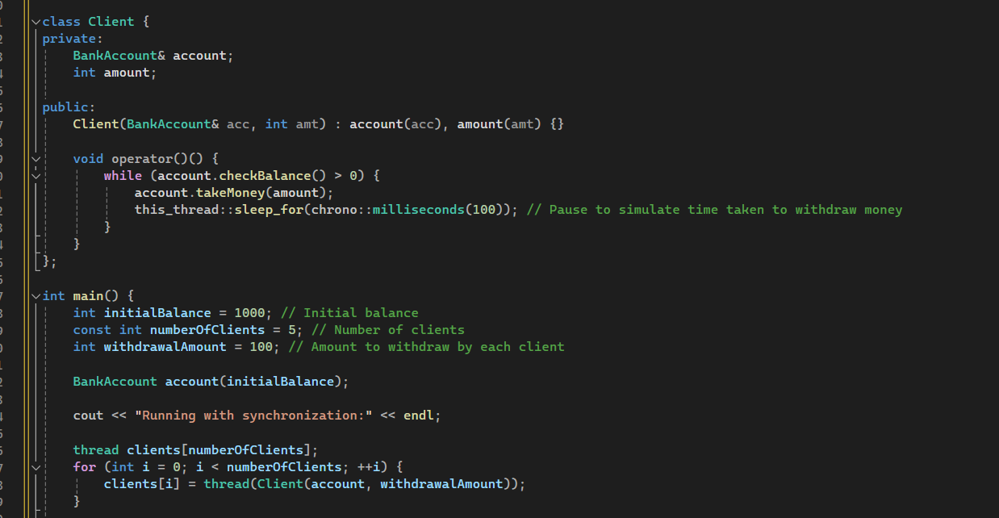 class Client {
private:
    BankAccount& account;
    int amount;

public:
    Client(BankAccount& acc, int amt) : account(acc), amount(amt) {}

    void operator()() {
        while (account.checkBalance() > 0) {
            account.takeMoney(amount);
            this_thread::sleep_for(chrono::milliseconds(100)); // Pause to simulate time taken to withdraw money
        }
    }
};

int main() {
    int initialBalance = 1000; // Initial balance
    const int numberOfClients = 5; // Number of clients
    int withdrawalAmount = 100; // Amount to withdraw by each client

    BankAccount account(initialBalance);

    cout << "Running with synchronization:" << endl;

    thread clients[numberOfClients];
    for (int i = 0; i < numberOfClients; ++i) {
        clients[i] = thread(Client(account, withdrawalAmount));
    }